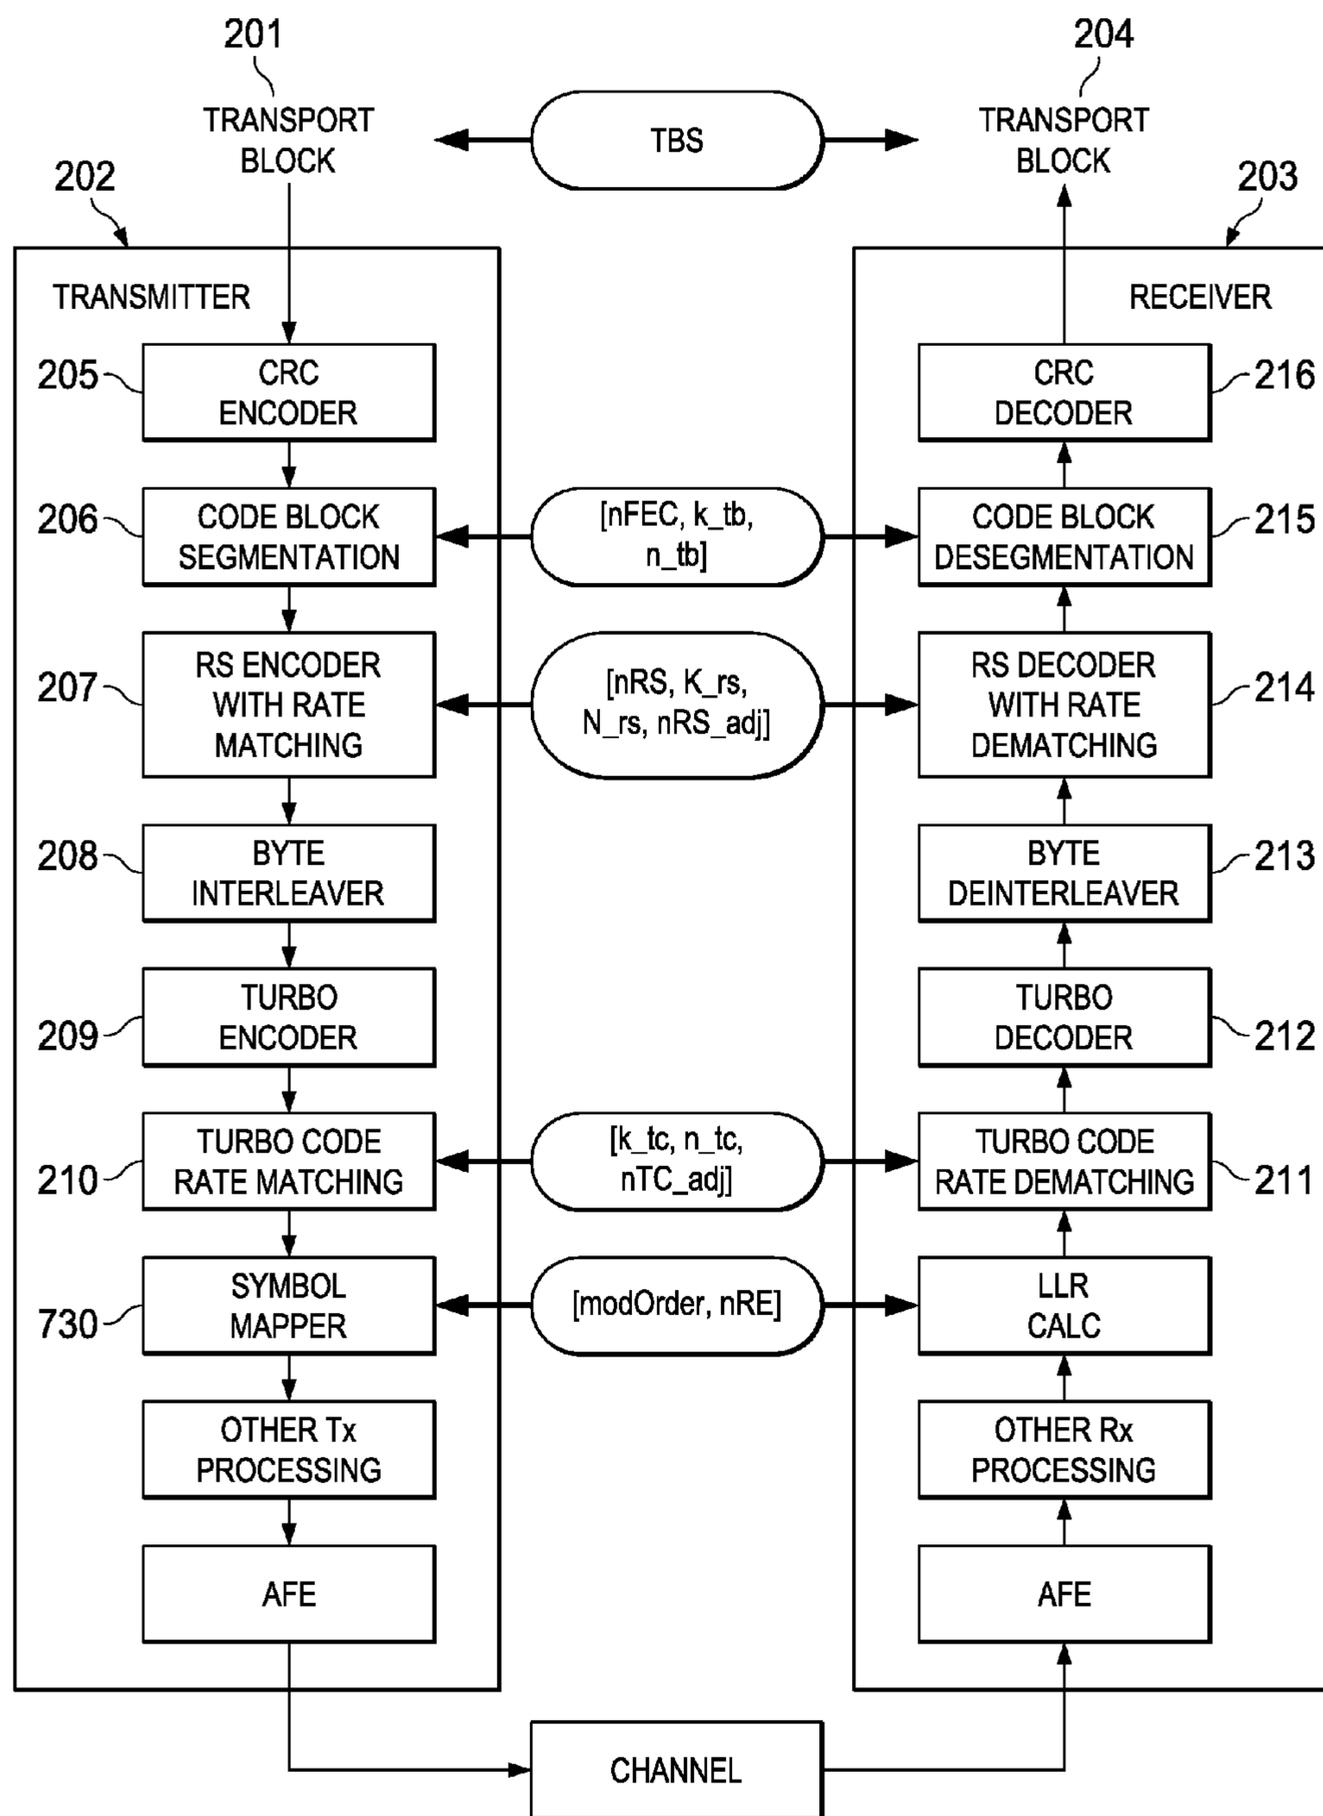 201
204
TRANSPORT
BLOCK
TBS
TRANSPORT
BLOCK
202
203
TRANSMITTER
RECEIVER
205
CRC
ENCODER
CRC
DECODER
216
206
CODE BLOCK
SEGMENTATION
[nFEC, k_tb,
n_tb]
CODE BLOCK
DESEGMENTATION
215
207
RS ENCODER
WITH RATE
MATCHING
[nRS, K_rs,
N_rs, nRS_adj]
RS DECODER
WITH RATE
DEMATCHING
214
208
BYTE
INTERLEAVER
BYTE
DEINTERLEAVER
213
209
TURBO
ENCODER
TURBO
DECODER
212
210
TURBO CODE
RATE MATCHING
[k_tc, n_tc,
nTC_adj]
TURBO CODE
RATE DEMATCHING
211
730
SYMBOL
MAPPER
[modOrder, nRE]
LLR
CALC
OTHER Tx
PROCESSING
OTHER Rx
PROCESSING
AFE
AFE
CHANNEL